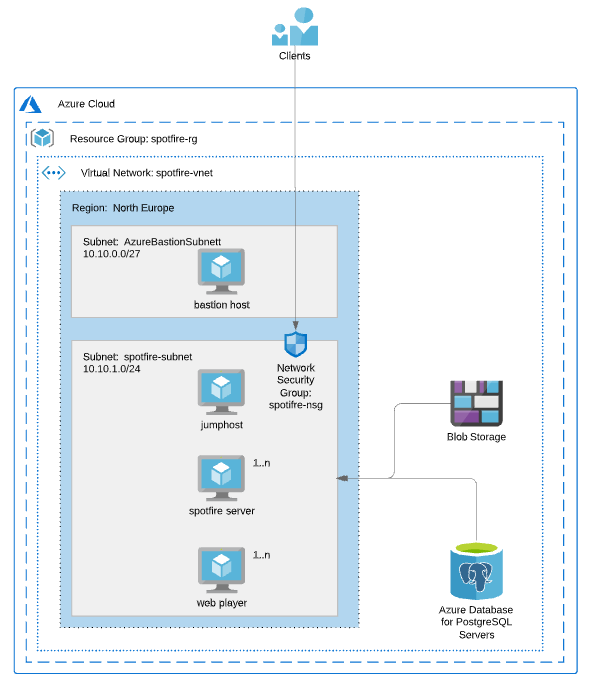 Clients
Azure Cloud
Resource Group: spotfire-rg
Virtual Network: spotfire-vnet
Region: North Europe
Subnet: AzureBastionSubnett
10.10.0.0/27
bastion host
Subnet: spotfire-subnet
10.10.1.0/24
Network
Security
Group:
spotifre-nsg
jumphost
1..n
spotfire server
1..n
web player
Blob Storage
Azure Database
for PostgreSQL
Servers